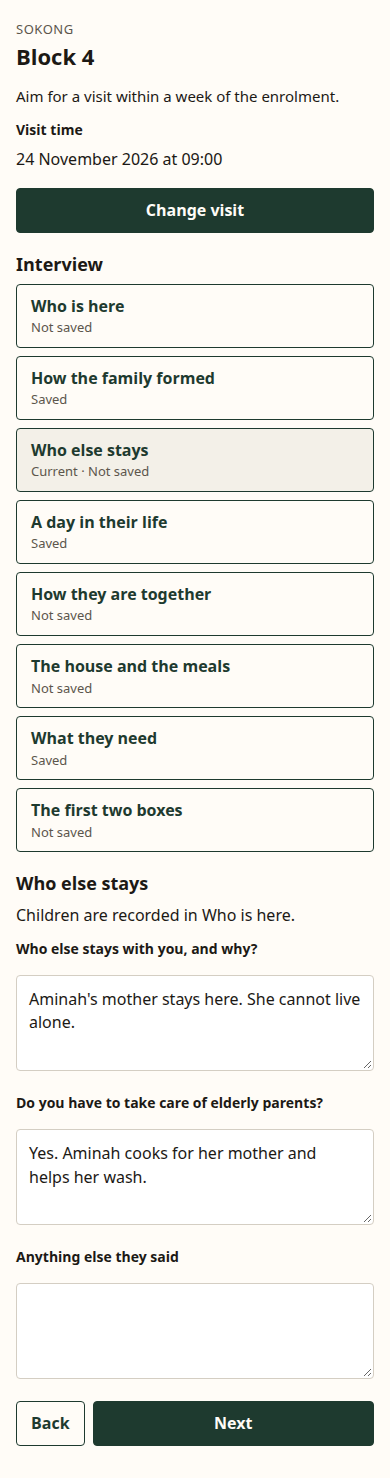 SOKONG
Block 4
Aim for a visit within a week of the enrolment.
Visit time
24 November 2026 at 09:00
Change visit
Interview
Who is here
Not saved
How the family formed
Saved
Who else stays
Current · Not saved
A day in their life
Saved
How they are together
Not saved
The house and the meals
Not saved
What they need
Saved
The first two boxes
Not saved
Who else stays
Children are recorded in Who is here.
Who else stays with you, and why?
Aminah's mother stays here. She cannot live
alone.
Do you have to take care of elderly parents?
Yes. Aminah cooks for her mother and
helps her wash.
Anything else they said
Back
Next